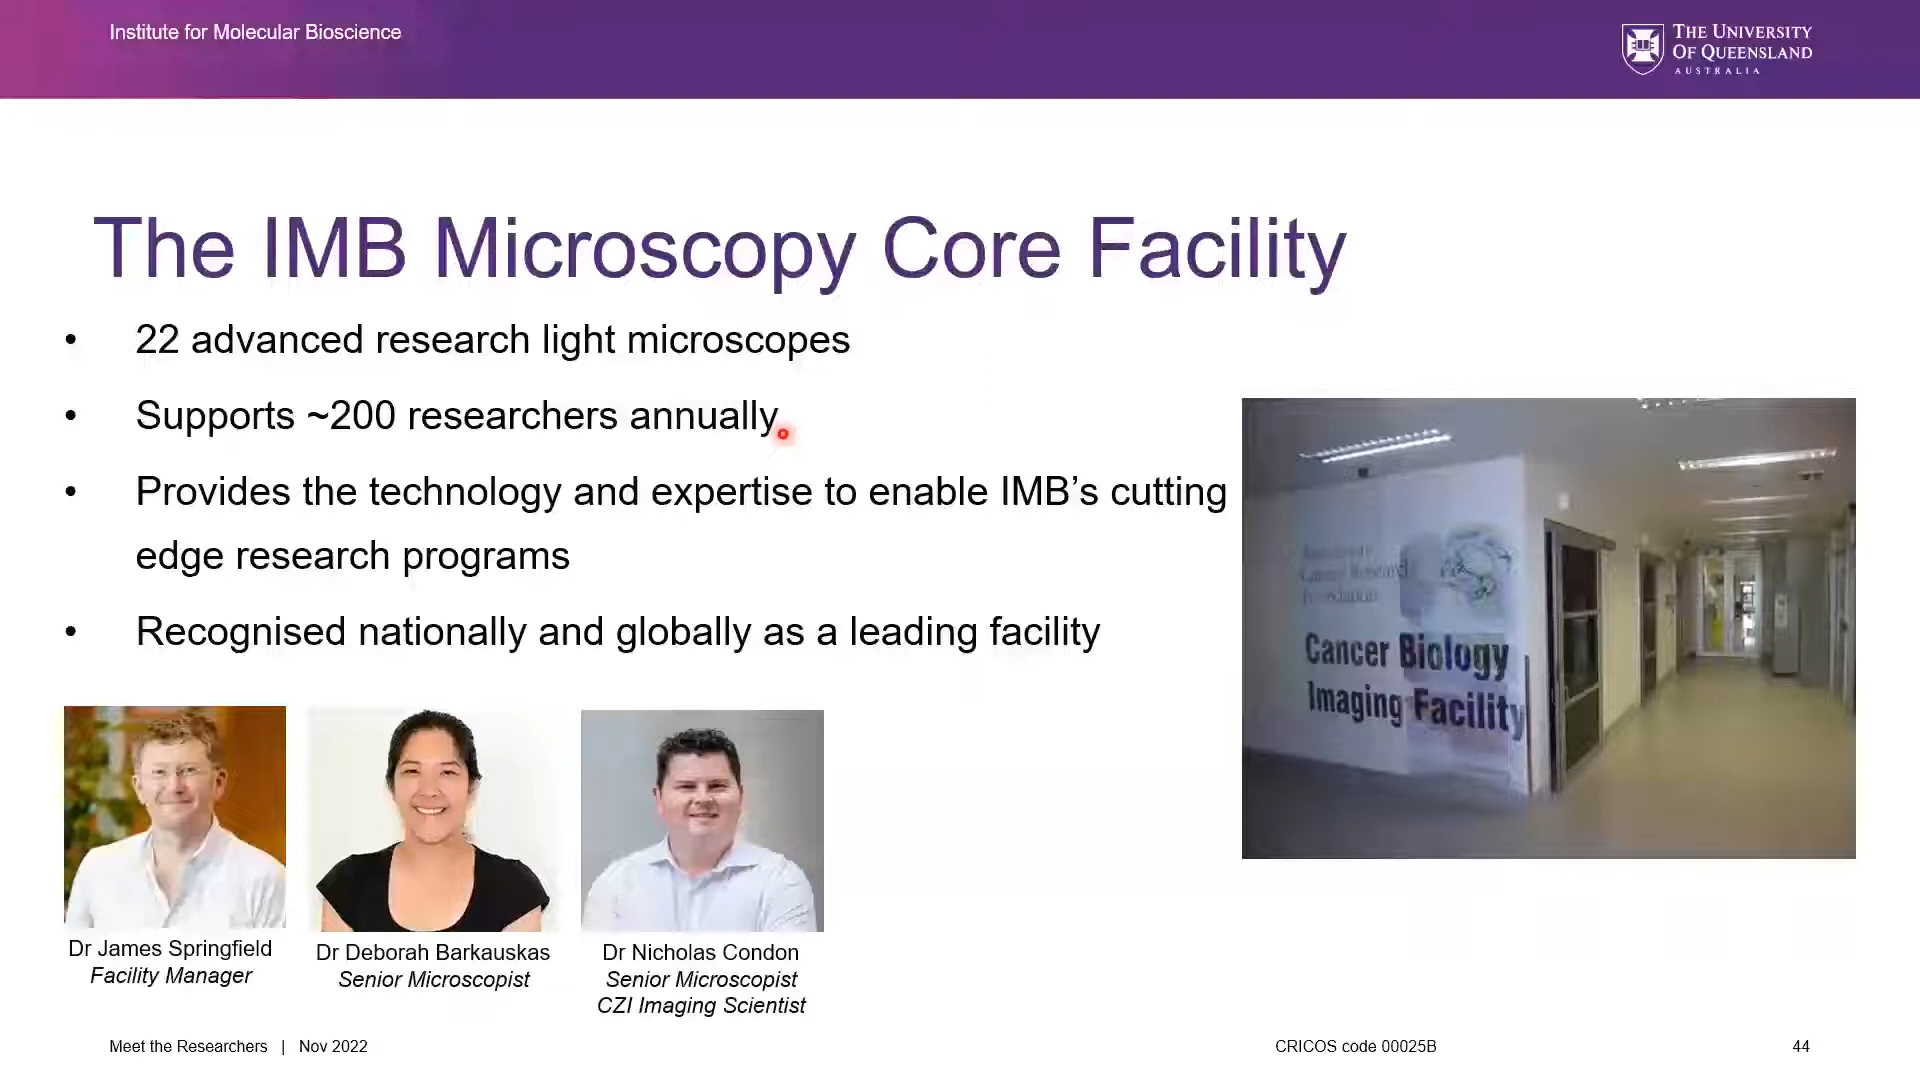 Institute for Molecular Bioscience
THE UNIVERSITY
OF QUEENSLAND
AUSTRALIA
The IMB Microscopy Core Facility
• 22 advanced research light microscopes
• Supports ~200 researchers annually
• Provides the technology and expertise to enable IMB’s cutting
edge research programs
• Recognised nationally and globally as a leading facility
Cancer Research
Foundation
Cancer Biology
Imaging Facility
Dr James Springfield
Facility Manager
Dr Deborah Barkauskas
Senior Microscopist
Dr Nicholas Condon
Senior Microscopist
CZI Imaging Scientist
Meet the Researchers | Nov 2022
CRICOS code 00025B
44